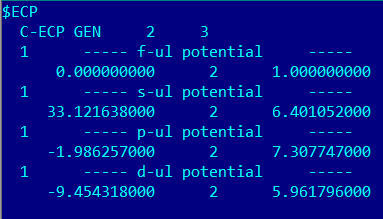 $ECP
C-ECP GEN 2 3
1 ----- f-ul potential -----
0.000000000 2 1.000000000
1 ----- s-ul potential -----
33.121638000 2 6.401052000
1 ----- p-ul potential -----
-1.986257000 2 7.307747000
1 ----- d-ul potential -----
-9.454318000 2 5.961796000